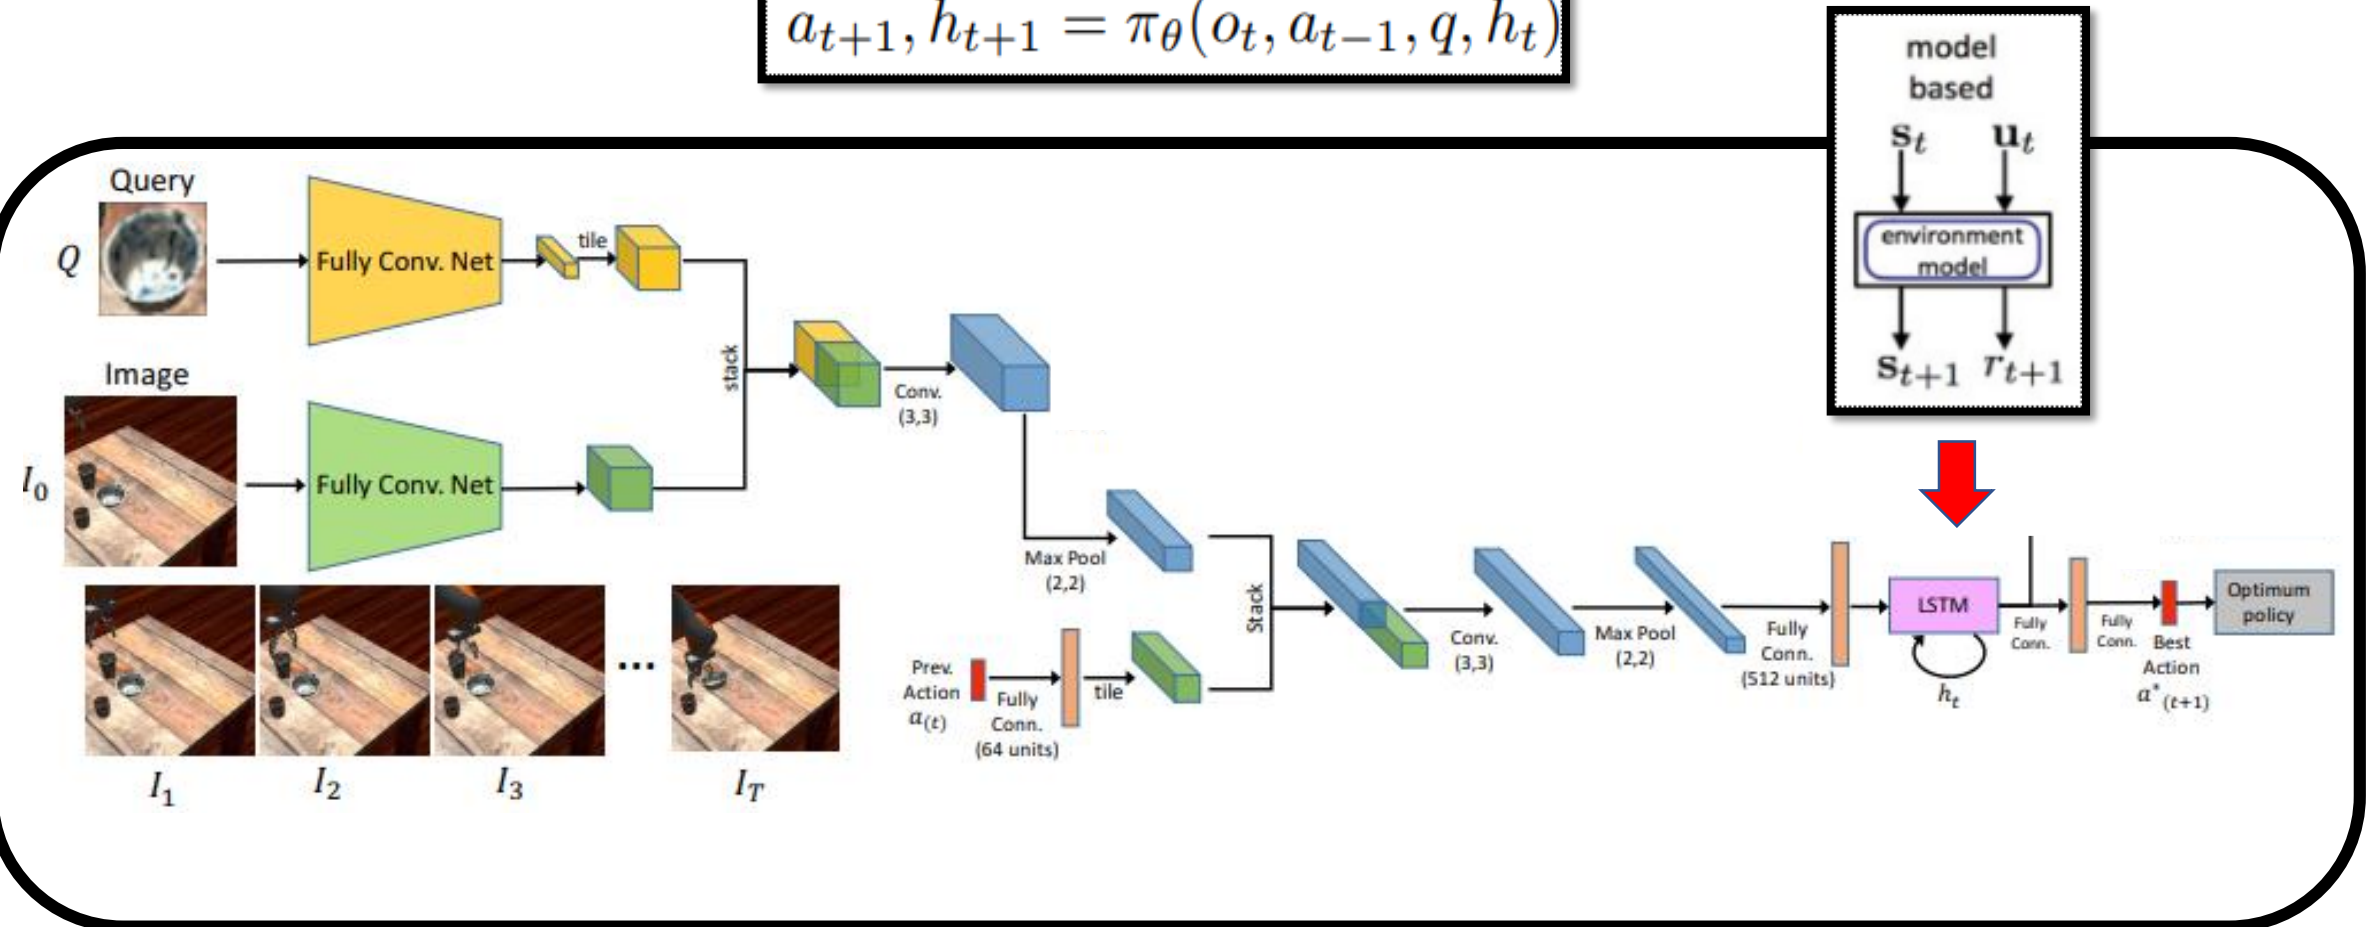 a_{t+1}, h_{t+1} = π_θ(o_t, a_{t−1}, q, h_t)
model
based
s_t u_t
environment
model
s_{t+1} r_{t+1}
Query
Q
Fully Conv. Net
tile
Image
I_0
Fully Conv. Net
stack
Conv.
(3,3)
Max Pool
(2,2)
I_1
I_2
I_3
...
I_T
Prev.
Action
a_{(t)}
Fully
Conn.
(64 units)
tile
Stack
Conv.
(3,3)
Max Pool
(2,2)
Fully
Conn.
(512 units)
LSTM
h_t
Fully
Conn.
Fully
Conn.
Best
Action
a*_{(t+1)}
Optimum
policy